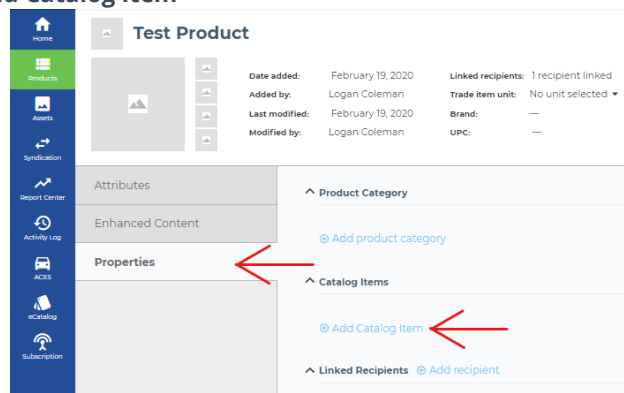 Catalog Item
Home
Test Product
Products
Date added: February 19, 2020 Linked recipients: 1 recipient linked
Added by: Logan Coleman Trade item unit: No unit selected
Last modified: February 19, 2020 Brand: —
Modified by: Logan Coleman UPC: —
Assets
Syndication
Report Center
Activity Log
ACES
eCatalog
Subscription
Attributes
Enhanced Content
Properties
Product Category
Add product category
Catalog Items
Add Catalog Item
Linked Recipients Add recipient